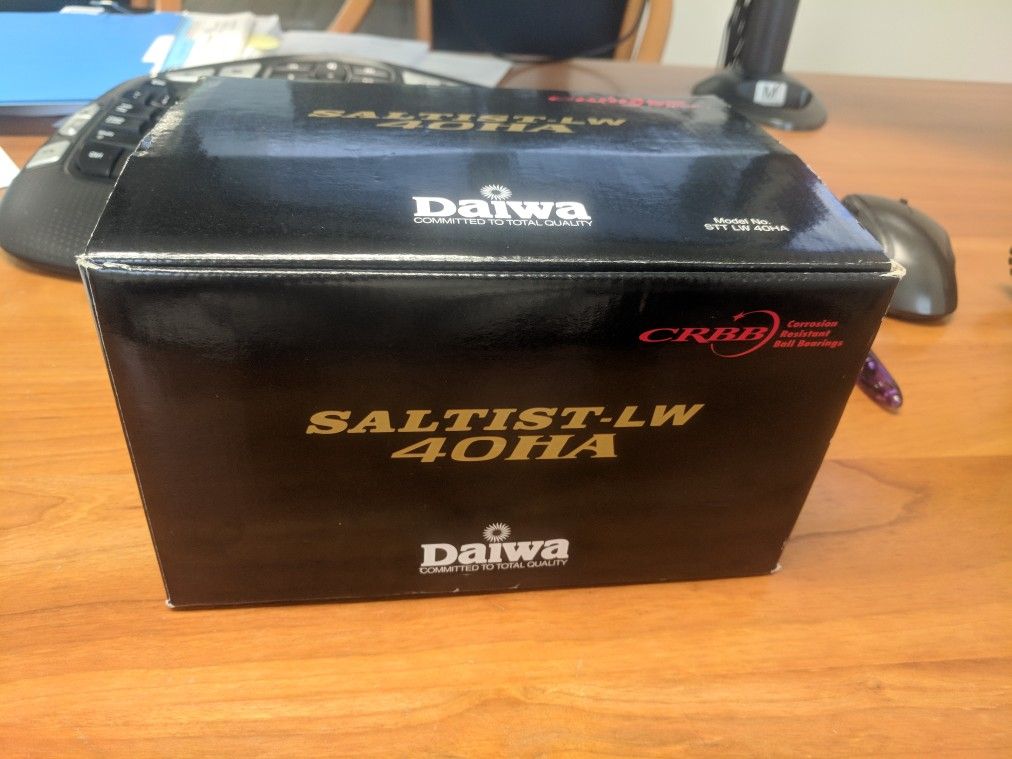 SALTIST-LW
40HA
Daiwa
COMMITTED TO TOTAL QUALITY
Model No.
STT LW 40HA
CRBB
Corrosion
Resistant
Ball Bearings
SALTIST-LW
40HA
Daiwa
COMMITTED TO TOTAL QUALITY